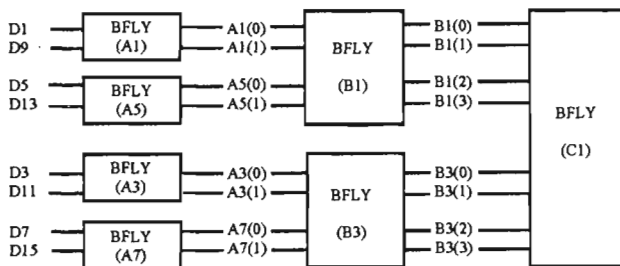 D1 BFLY A1(0) B1(0)
D9 (A1) A1(1) BFLY B1(1)
D5 BFLY A5(0) (B1) B1(2)
D13 (A5) A5(1) B1(3)
BFLY
(C1)
D3 BFLY A3(0) B3(0)
D11 (A3) A3(1) BFLY B3(1)
D7 BFLY A7(0) (B3) B3(2)
D15 (A7) A7(1) B3(3)